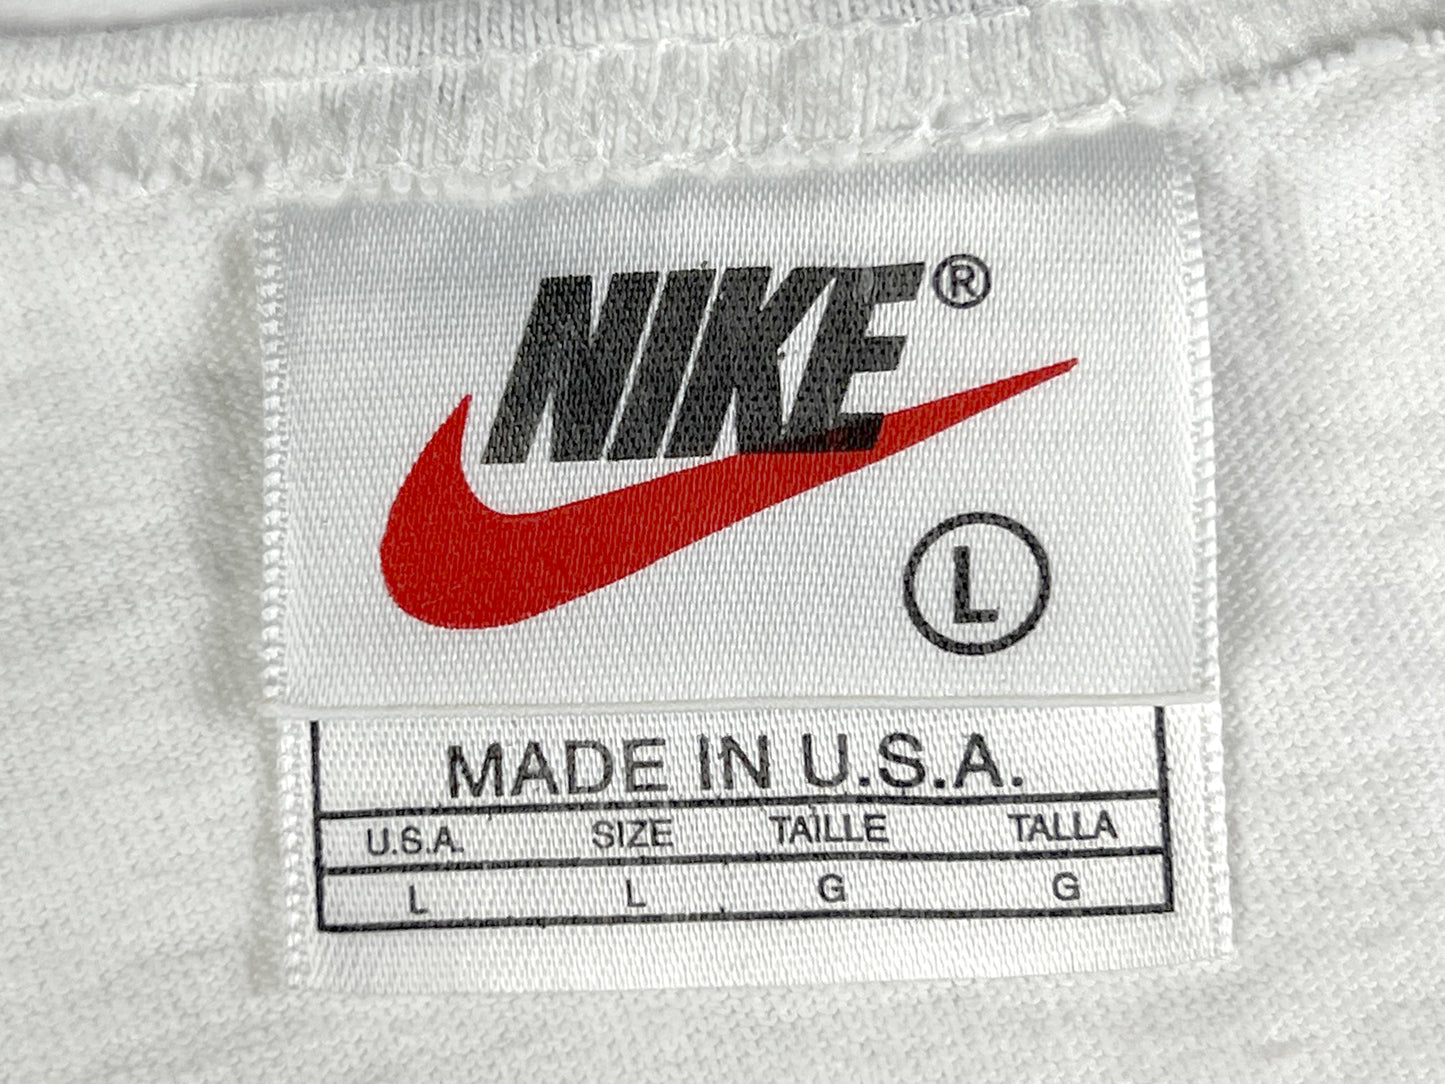 NIKE®
L
MADE IN U.S.A.
U.S.A. SIZE TAILLE TALLA
L L G G